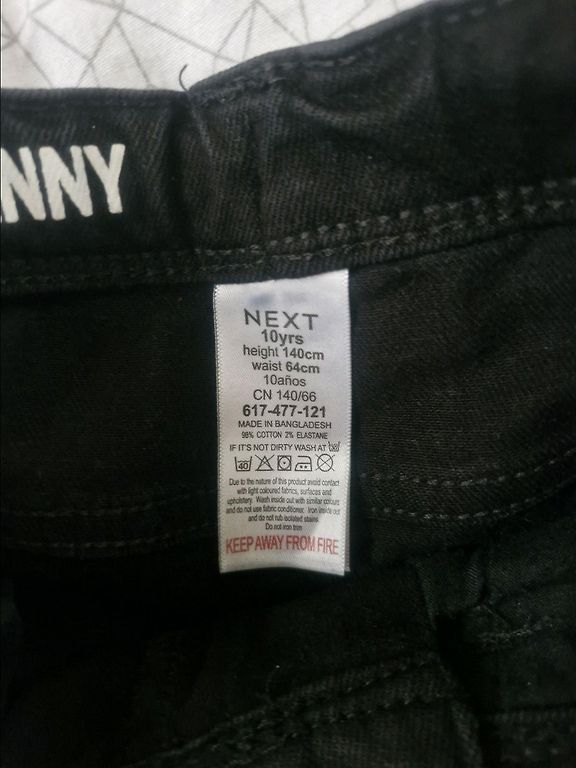 NNY
NEXT
10yrs
height 140cm
waist 64cm
10años
CN 140/66
617-477-121
MADE IN BANGLADESH
98% COTTON 2% ELASTANE
IF IT'S NOT DIRTY WASH AT 30
40
Due to the nature of this product avoid contact
with light coloured fabrics, surfaces and
upholstery. Wash inside out with similar colours
and do not use fabric conditioner. Iron inside out
and do not rub isolated stains.
Do not iron trim
KEEP AWAY FROM FIRE